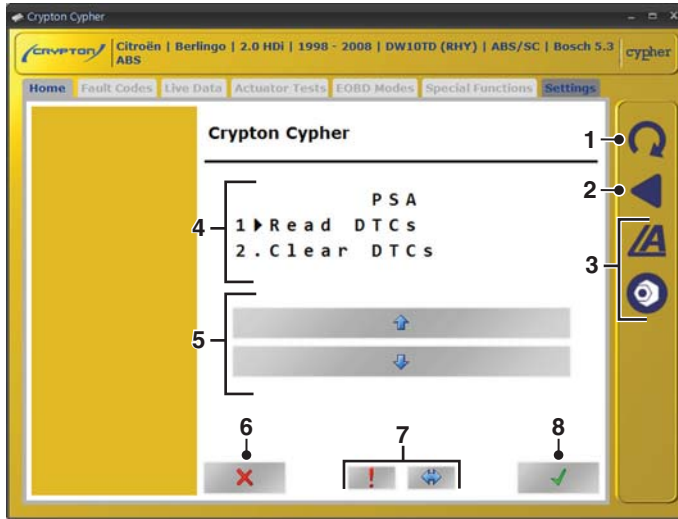 Crypton Cypher
CRYPTON
Citroën | Berlingo | 2.0 HDi | 1998 - 2008 | DW10TD (RHY) | ABS/SC | Bosch 5.3
ABS
cypher
Home Fault Codes Live Data Actuator Tests EOBD Modes Special Functions Settings
Crypton Cypher
1
2
PSA
4
1 Read DTCs
2.Clear DTCs
3
5
6
7
8
!